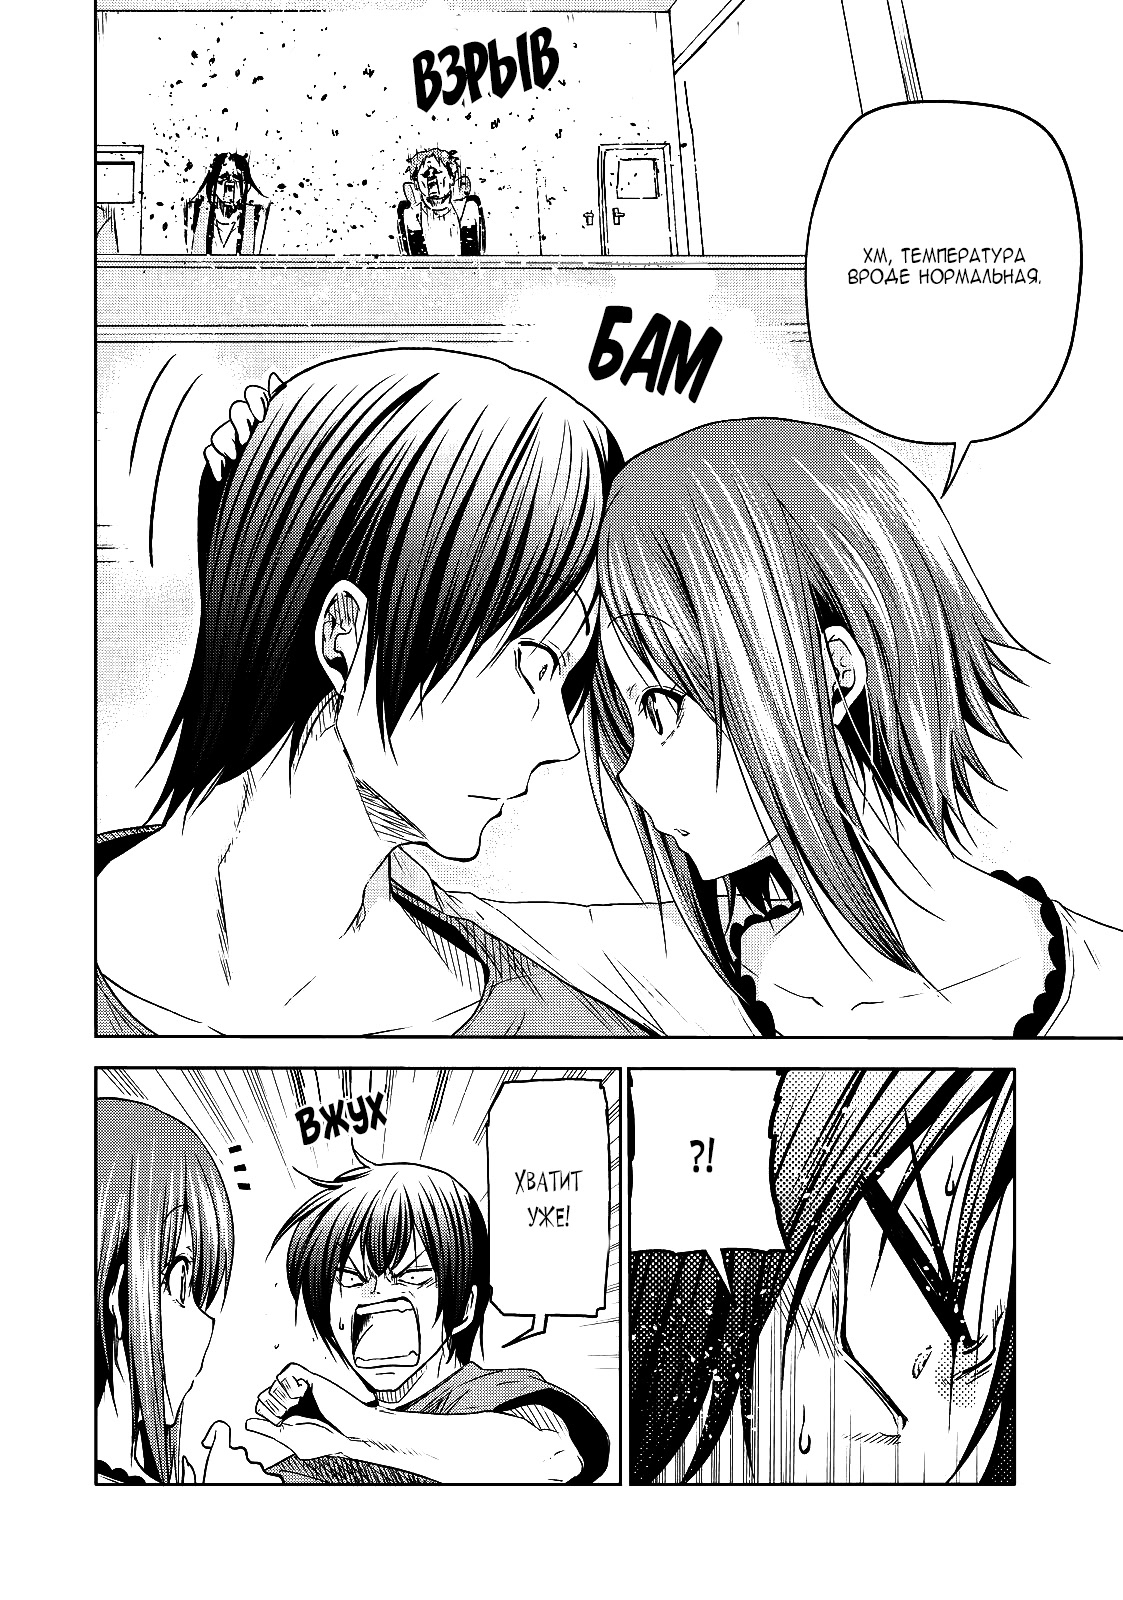 ВЗРЫВ
ХМ, ТЕМПЕРАТУРА
ВРОДЕ НОРМАЛЬНАЯ.
БАМ
?!
ВЖУХ
ХВАТИТ
УЖЕ!